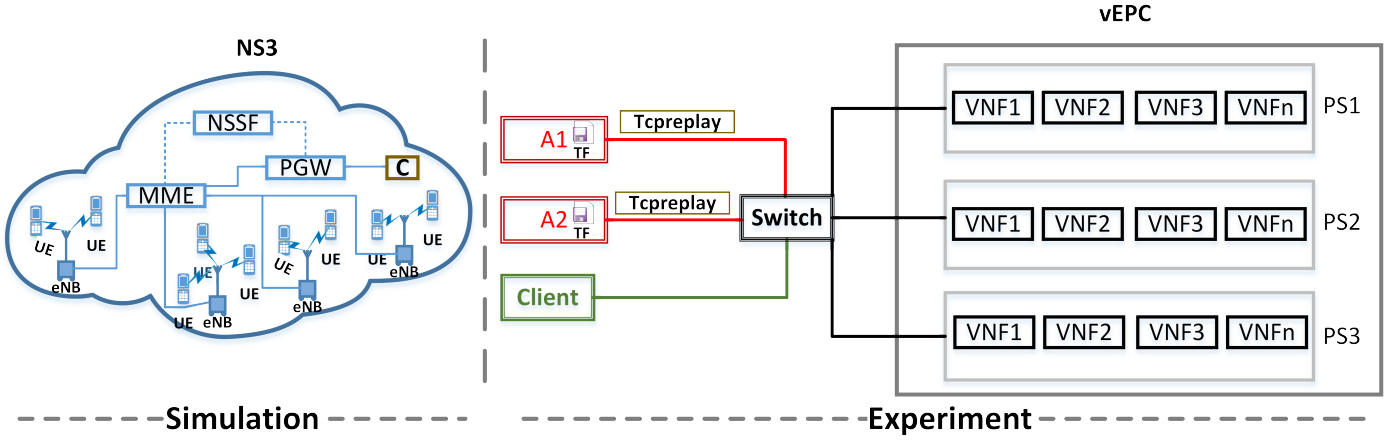 NS3
NSSF
PGW
C
MME
UE
UE
eNB
UE
UE
UE
eNB
UE
UE
eNB
UE
UE
eNB
Simulation
A1
TF
Tcpreplay
A2
TF
Tcpreplay
Client
Switch
vEPC
VNF1 VNF2 VNF3 VNFn PS1
VNF1 VNF2 VNF3 VNFn PS2
VNF1 VNF2 VNF3 VNFn PS3
Experiment